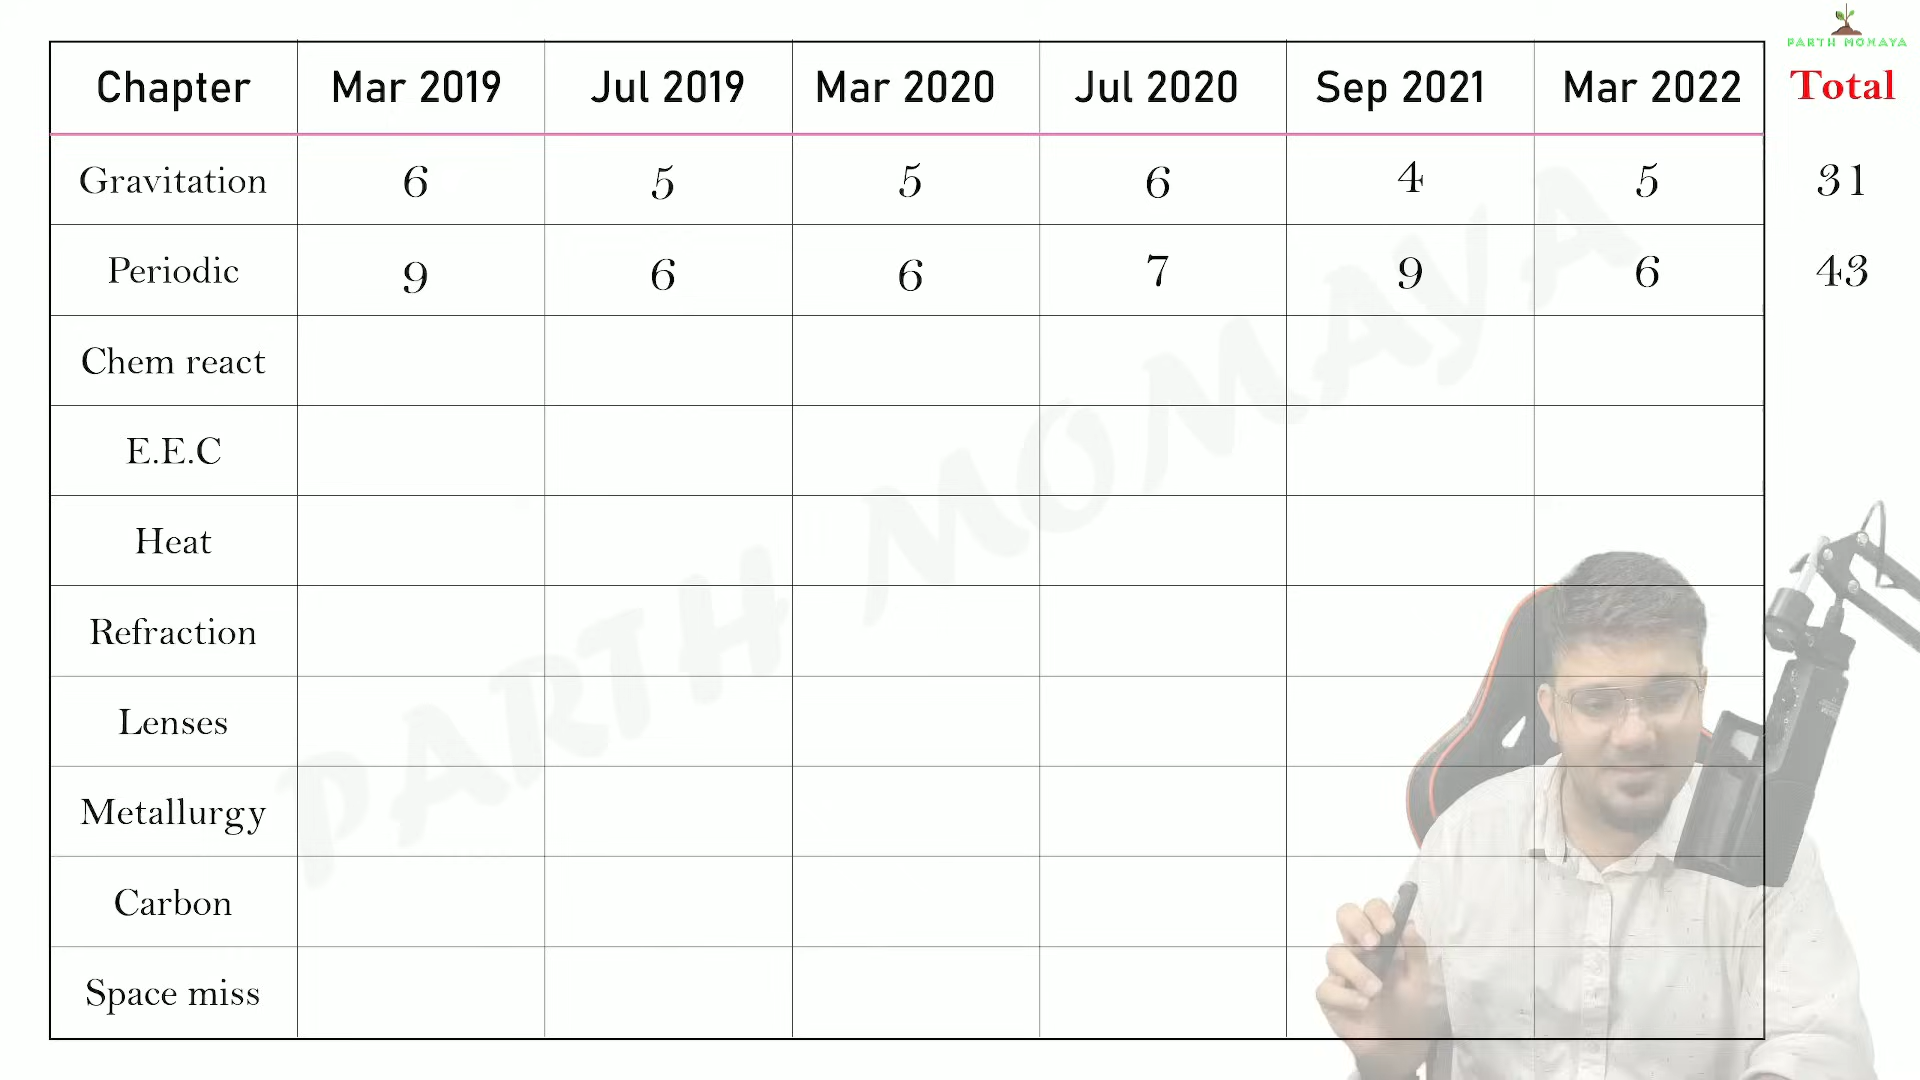 PARTH MOMAYA
Chapter Mar 2019 Jul 2019 Mar 2020 Jul 2020 Sep 2021 Mar 2022 Total
Gravitation 6 5 5 6 4 5 31
Periodic 9 6 6 7 9 6 43
Chem react
E.E.C
Heat
Refraction
Lenses
Metallurgy
Carbon
Space miss
PARTH MOMAYA